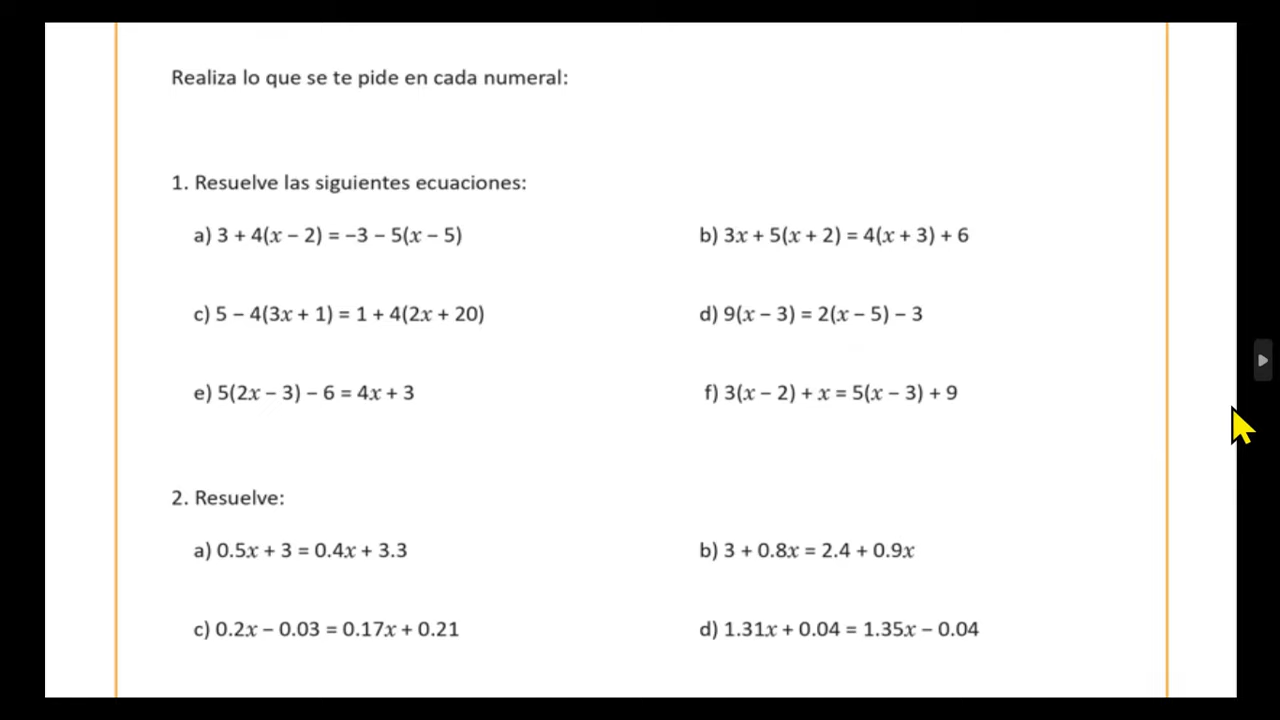 Realiza lo que se te pide en cada numeral:
1. Resuelve las siguientes ecuaciones:
a) 3 + 4(x − 2) = −3 − 5(x − 5)
b) 3x + 5(x + 2) = 4(x + 3) + 6
c) 5 − 4(3x + 1) = 1 + 4(2x + 20)
d) 9(x − 3) = 2(x − 5) − 3
e) 5(2x − 3) − 6 = 4x + 3
f) 3(x − 2) + x = 5(x − 3) + 9
2. Resuelve:
a) 0.5x + 3 = 0.4x + 3.3
b) 3 + 0.8x = 2.4 + 0.9x
c) 0.2x − 0.03 = 0.17x + 0.21
d) 1.31x + 0.04 = 1.35x − 0.04